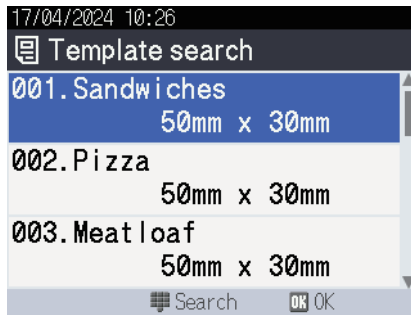 17/04/2024 10:26
Template search
001.Sandwiches
50mm x 30mm
002.Pizza
50mm x 30mm
003.Meatloaf
50mm x 30mm
Search OK OK